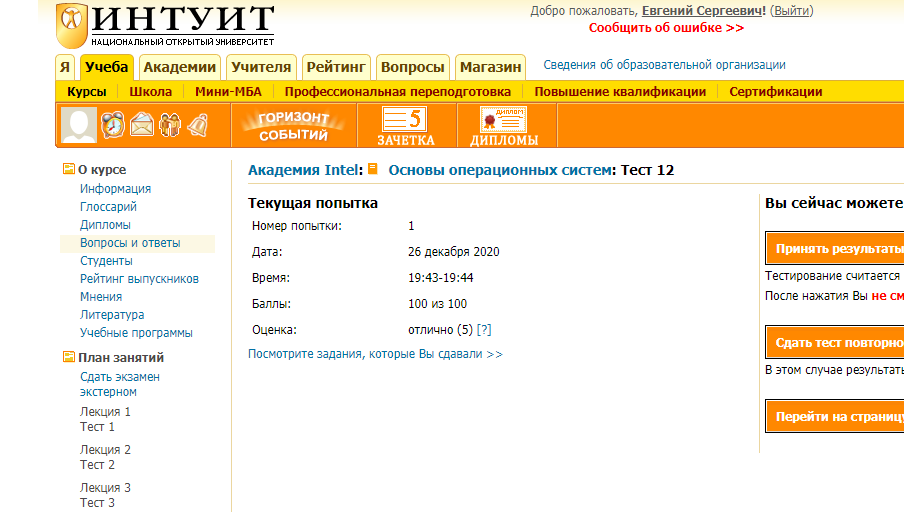 ИНТУИТ
НАЦИОНАЛЬНЫЙ ОТКРЫТЫЙ УНИВЕРСИТЕТ
Добро пожаловать, Евгений Сергеевич! (Выйти)
Сообщить об ошибке >>
Я Учеба Академии Учителя Рейтинг Вопросы Магазин Сведения об образовательной организации
Курсы Школа Мини-МБА Профессиональная переподготовка Повышение квалификации Сертификации
ГОРИЗОНТ
СОБЫТИЙ
5
ЗАЧЕТКА
ДИПЛОМ
ДИПЛОМЫ
О курсе
Информация
Глоссарий
Дипломы
Вопросы и ответы
Студенты
Рейтинг выпускников
Мнения
Литература
Учебные программы
План занятий
Сдать экзамен
экстерном
Лекция 1
Тест 1
Лекция 2
Тест 2
Лекция 3
Тест 3
Академия Intel: Основы операционных систем: Тест 12
Текущая попытка
Номер попытки: 1
Дата: 26 декабря 2020
Время: 19:43-19:44
Баллы: 100 из 100
Оценка: отлично (5) [?]
Посмотрите задания, которые Вы сдавали >>
Вы сейчас можете
Принять результаты
Тестирование считается
После нажатия Вы не см
Сдать тест повторно
В этом случае результат
Перейти на страницу